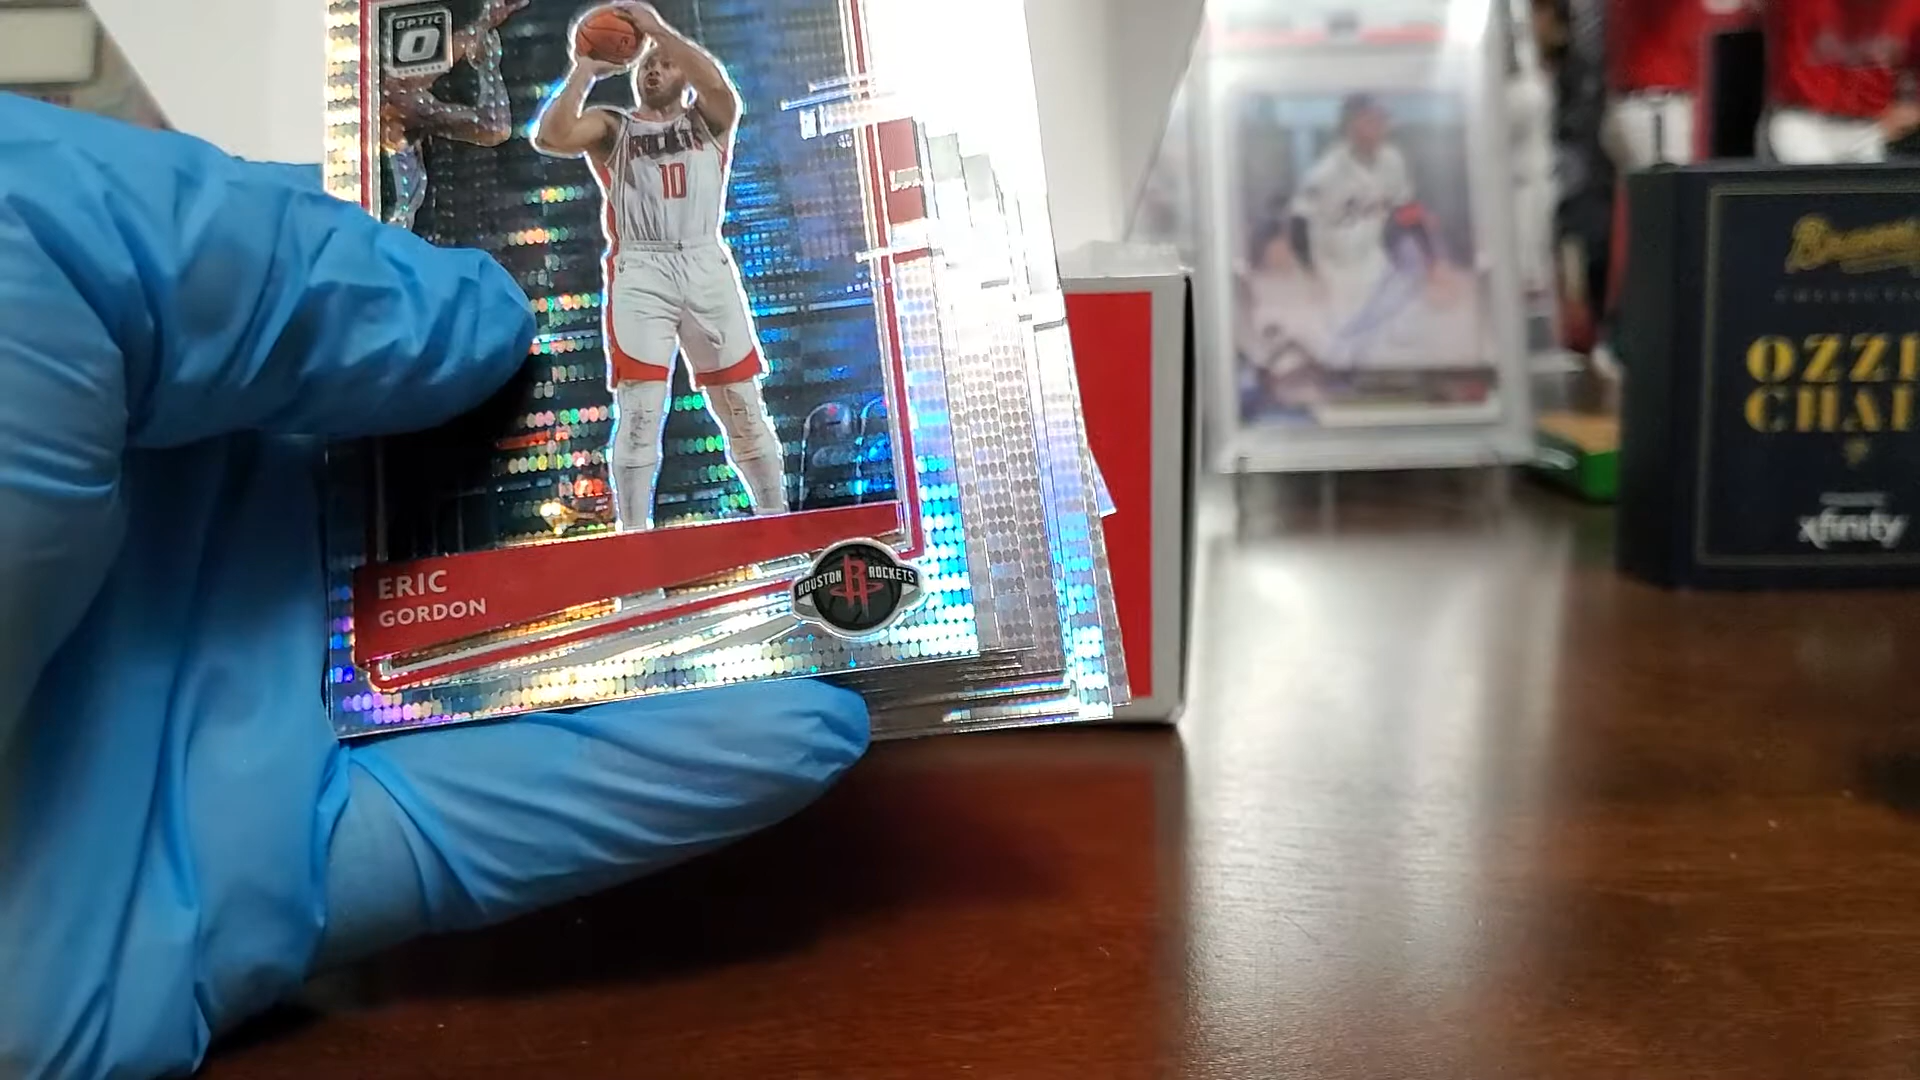 OPTIC
ROCKETS
10
ERIC
GORDON
HOUSTON ROCKETS
OZZI
CHA
xfinity